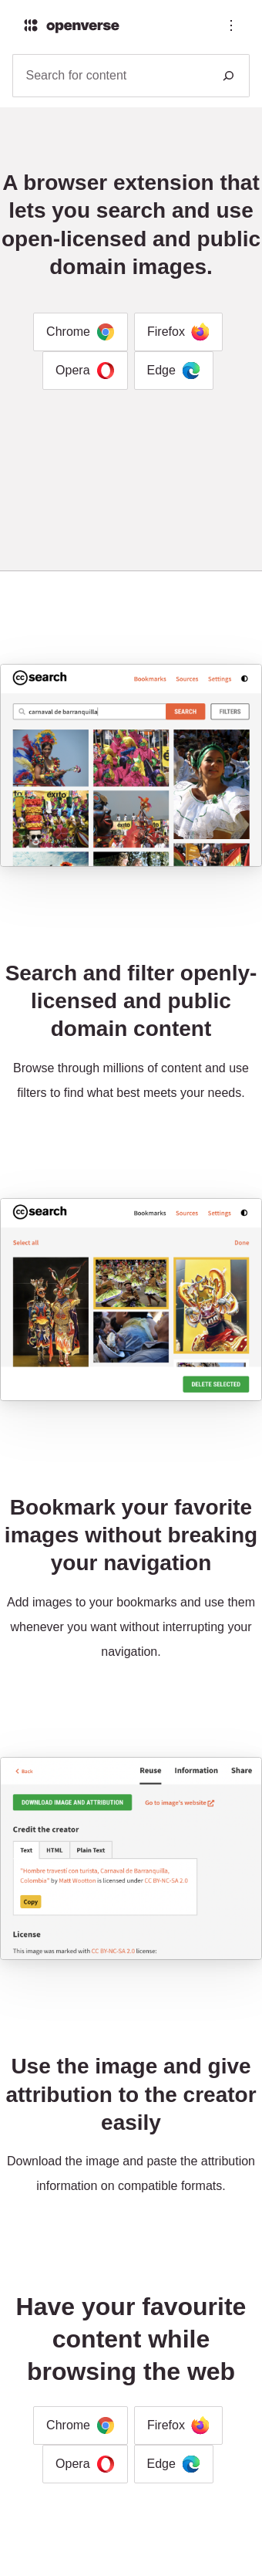 openverse
Search for content
A browser extension that
lets you search and use
open-licensed and public
domain images.
Chrome Firefox
Opera Edge
cc search Bookmarks Sources Settings
carnaval de barranquilla SEARCH FILTERS
éxito
Search and filter openly-
licensed and public
domain content
Browse through millions of content and use
filters to find what best meets your needs.
cc search Bookmarks Sources Settings
Select all Done
DELETE SELECTED
Bookmark your favorite
images without breaking
your navigation
Add images to your bookmarks and use them
whenever you want without interrupting your
navigation.
Back Reuse Information Share
DOWNLOAD IMAGE AND ATTRIBUTION Go to image's website
Credit the creator
Text HTML Plain Text
"Hombre travesti con turista, Carnaval de Barranquilla,
Colombia" by Matt Wootton is licensed under CC BY-NC-SA 2.0
Copy
License
This image was marked with CC BY-NC-SA 2.0 license:
Use the image and give
attribution to the creator
easily
Download the image and paste the attribution
information on compatible formats.
Have your favourite
content while
browsing the web
Chrome Firefox
Opera Edge